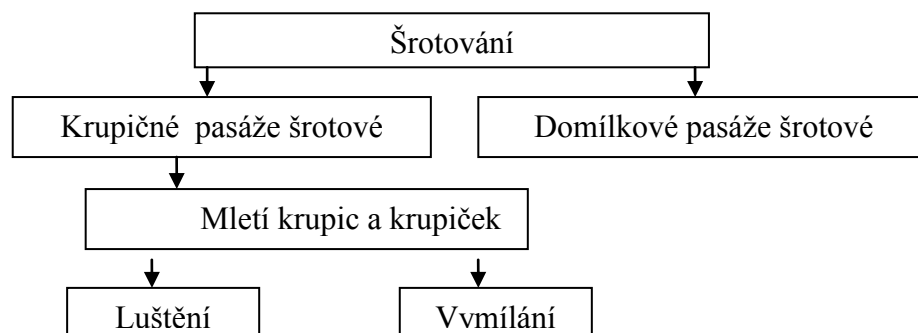 Šrotování
Krupičné pasáže šrotové
Domílkové pasáže šrotové
Mletí krupic a krupiček
Luštění
Vymílání